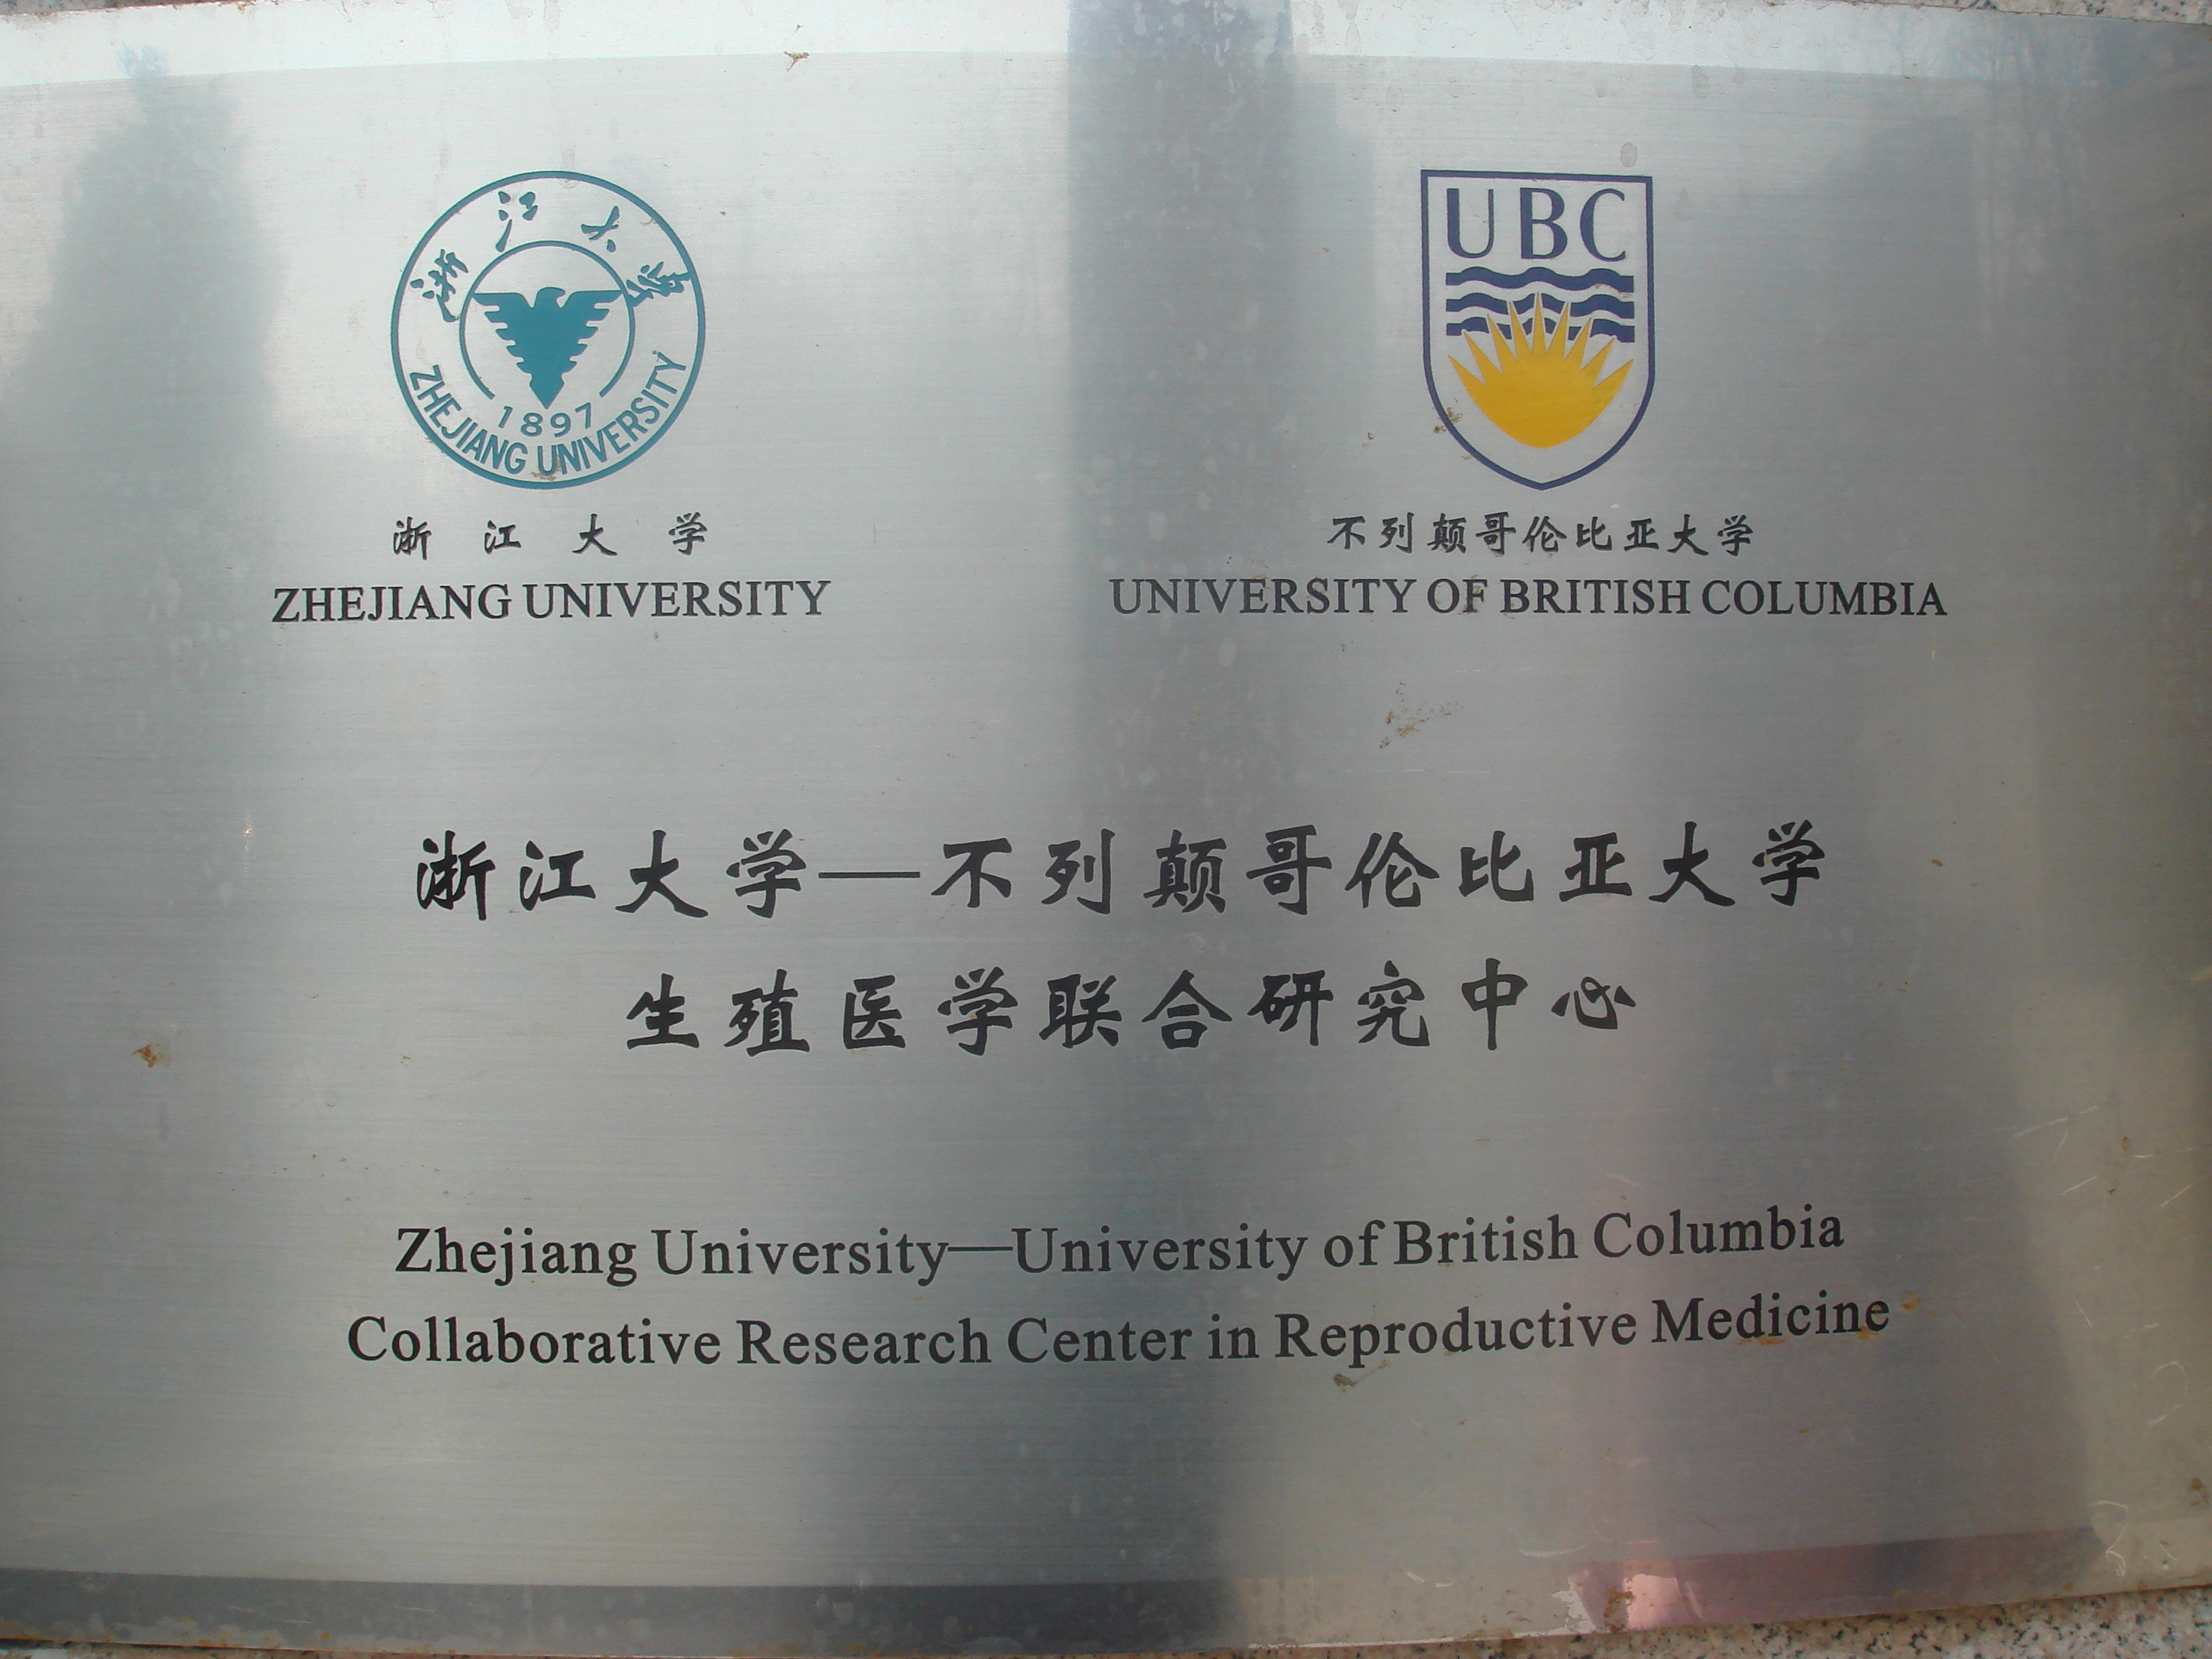 浙江大学
1897
ZHEJIANG UNIVERSITY
UBC
浙江大学
ZHEJIANG UNIVERSITY
不列颠哥伦比亚大学
UNIVERSITY OF BRITISH COLUMBIA
浙江大学——不列颠哥伦比亚大学
生殖医学联合研究中心
Zhejiang University—University of British Columbia
Collaborative Research Center in Reproductive Medicine